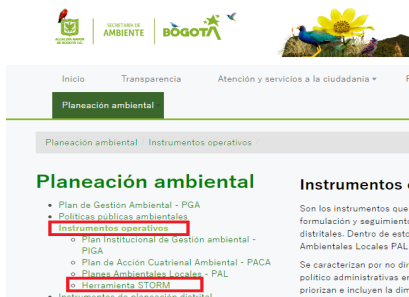 ALCALDÍA MAYOR
DE BOGOTÁ D.C.
SECRETARÍA DE
AMBIENTE
BOGOTÁ
Inicio
Transparencia
Atención y servicios a la ciudadanía
Planeación ambiental
Planeación ambiental / Instrumentos operativos
Planeación ambiental
Plan de Gestión Ambiental - PGA
Políticas públicas ambientales
Instrumentos operativos
Plan Institucional de Gestión ambiental -
PIGA
Plan de Acción Cuatrienal Ambiental - PACA
Planes Ambientales Locales - PAL
Herramienta STORM
Instrumentos de planeación distrital
Instrumentos
Son los instrumentos que
formulación y seguimiento
distritales. Dentro de esto
Ambientales Locales PAL
Se caracterizan por no dir
político administrativas en
priorizan e incluyen la dim